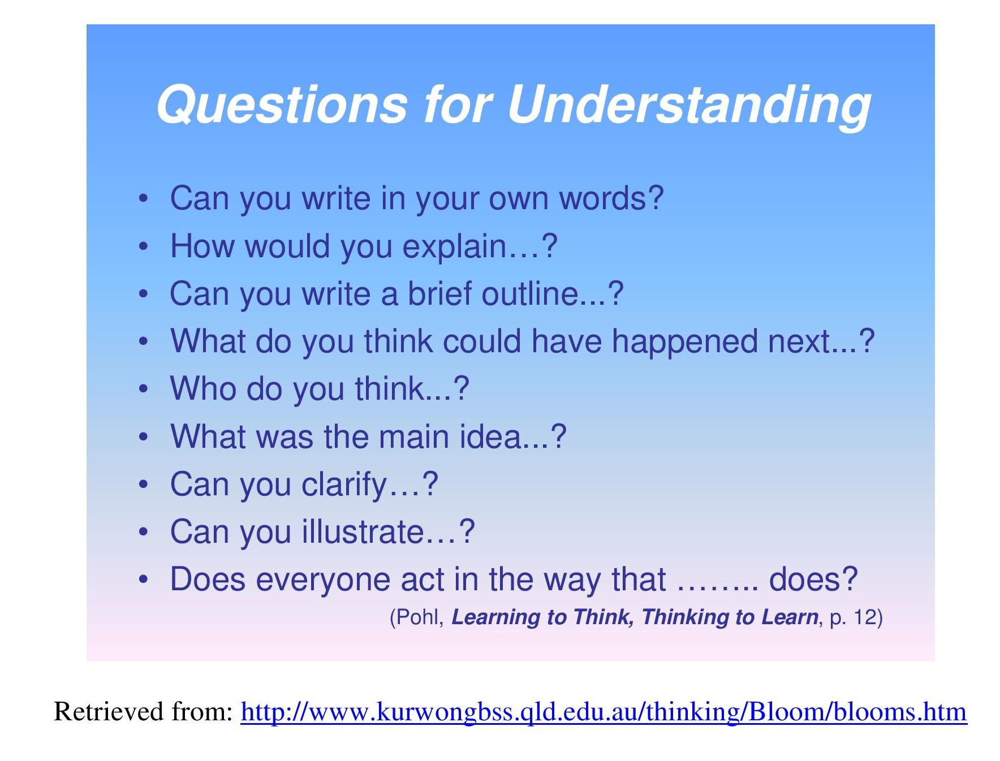 Questions for Understanding
• Can you write in your own words?
• How would you explain…?
• Can you write a brief outline...?
• What do you think could have happened next...?
• Who do you think...?
• What was the main idea...?
• Can you clarify…?
• Can you illustrate…?
• Does everyone act in the way that …….. does?
(Pohl, Learning to Think, Thinking to Learn, p. 12)
Retrieved from: http://www.kurwongbss.qld.edu.au/thinking/Bloom/blooms.htm